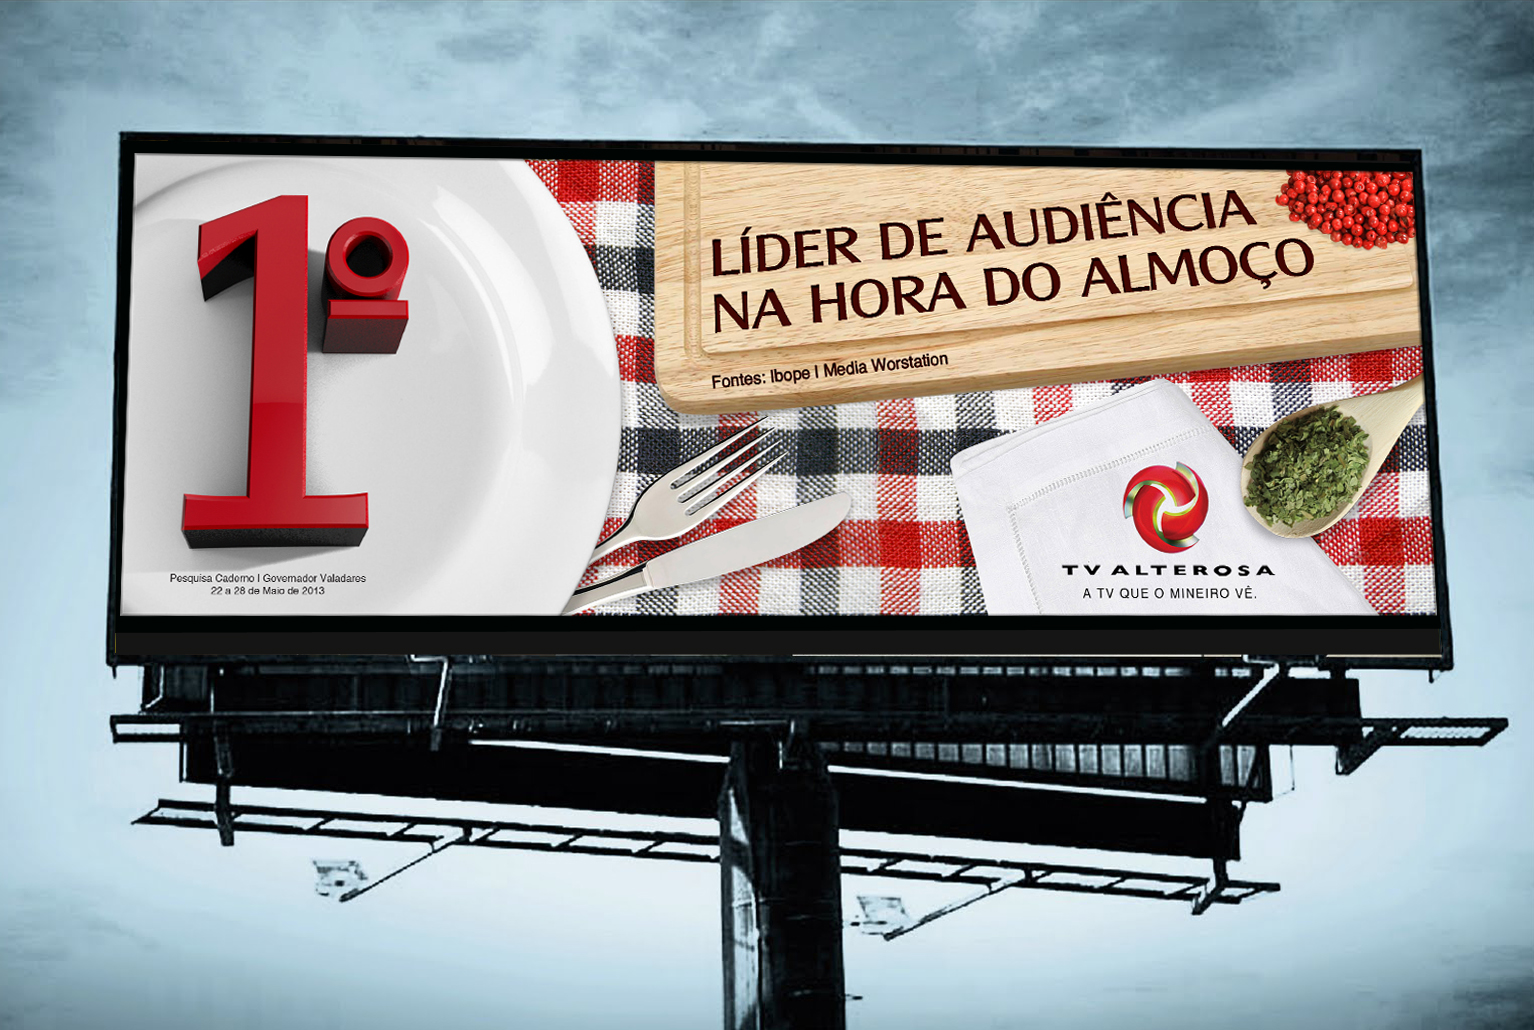 1º
Pesquisa Caderno | Governador Valadares
22 a 28 de Maio de 2013
LÍDER DE AUDIÊNCIA
NA HORA DO ALMOÇO
Fontes: Ibope | Media Worstation
TV ALTEROSA
A TV QUE O MINEIRO VÊ.